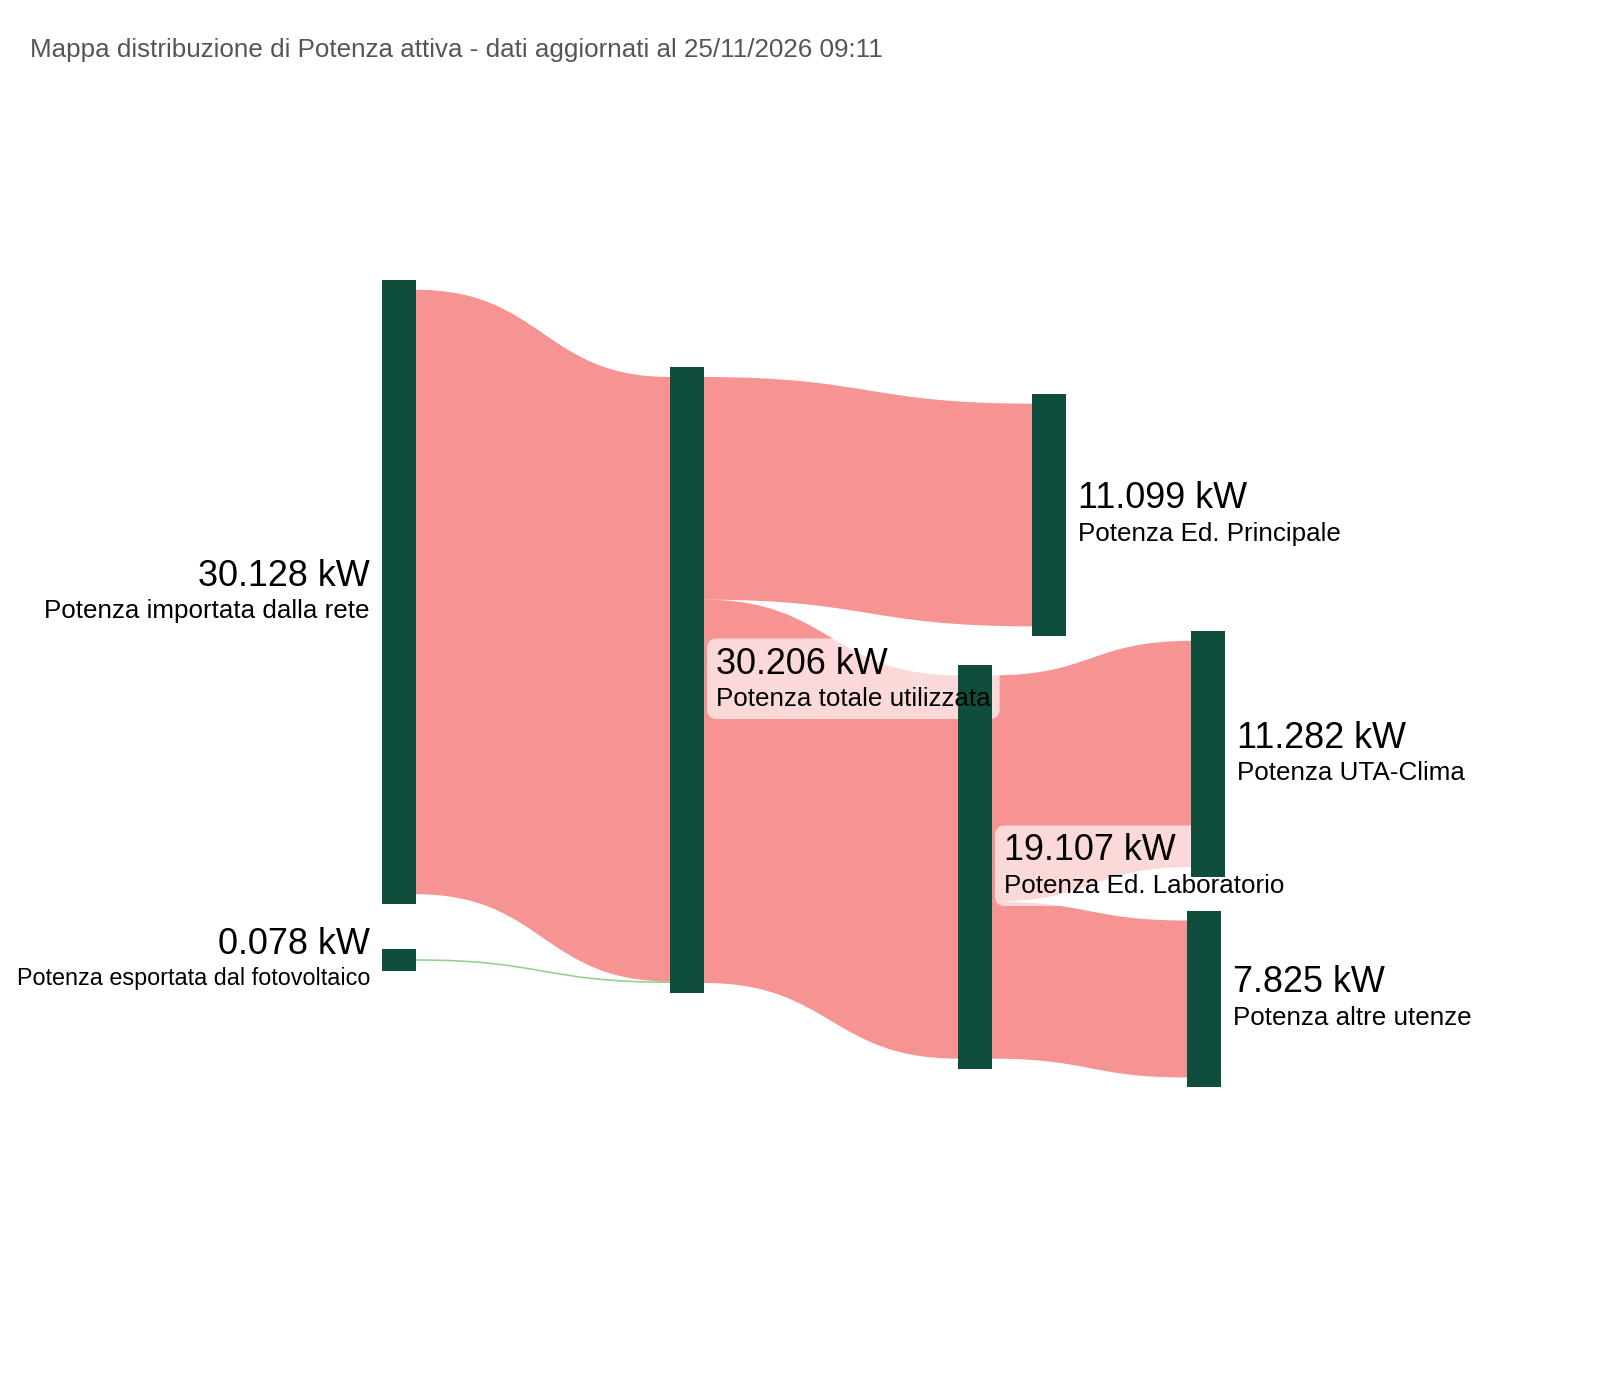 Mappa distribuzione di Potenza attiva - dati aggiornati al 25/11/2026 09:11
11.099 kW
Potenza Ed. Principale
30.128 kW
Potenza importata dalla rete
30.206 kW
Potenza totale utilizzata
11.282 kW
Potenza UTA-Clima
19.107 kW
Potenza Ed. Laboratorio
0.078 kW
Potenza esportata dal fotovoltaico
7.825 kW
Potenza altre utenze